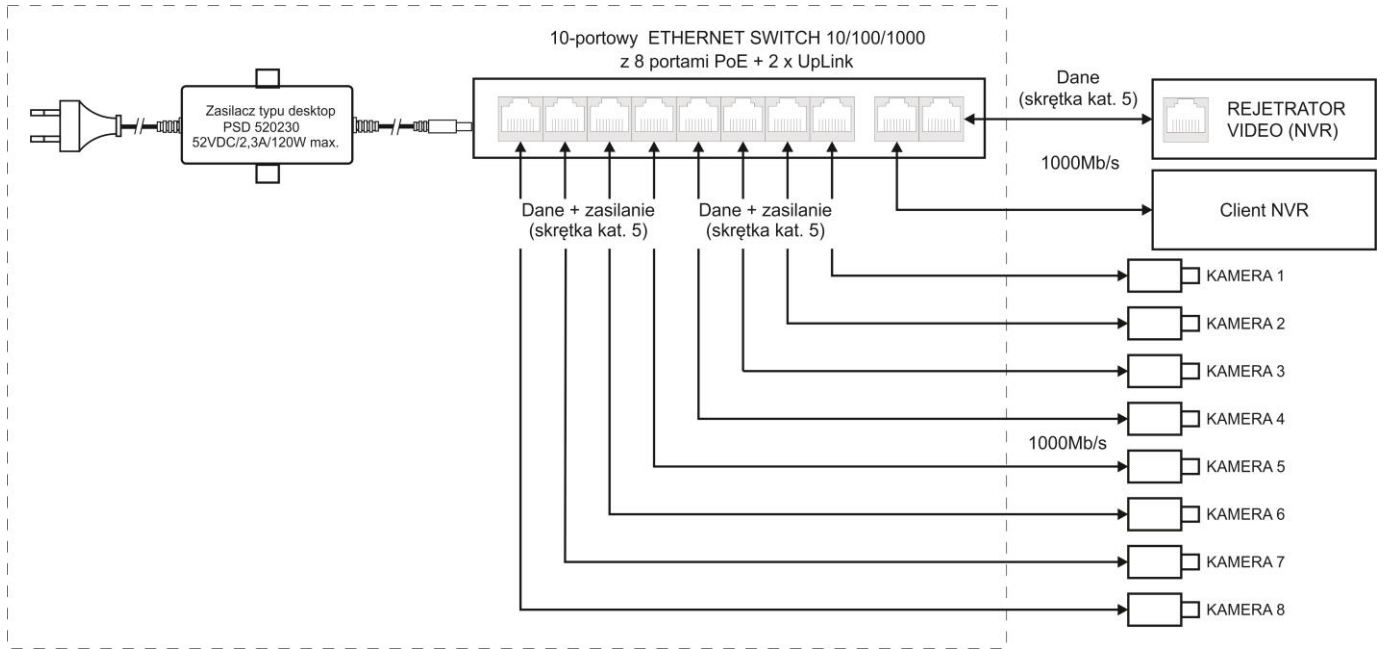 10-portowy ETHERNET SWITCH 10/100/1000
z 8 portami PoE + 2 x UpLink
Zasilacz typu desktop
PSD 520230
52VDC/2,3A/120W max.
Dane
(skrętka kat. 5)
REJETRATOR
VIDEO (NVR)
1000Mb/s
Client NVR
Dane + zasilanie
(skrętka kat. 5)
Dane + zasilanie
(skrętka kat. 5)
KAMERA 1
KAMERA 2
KAMERA 3
KAMERA 4
1000Mb/s
KAMERA 5
KAMERA 6
KAMERA 7
KAMERA 8